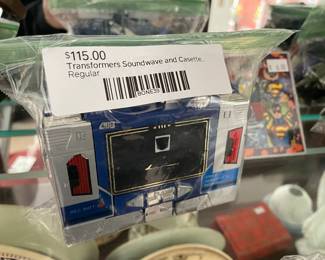 $115.00
Transformers Soundwave and Casette...
Regular